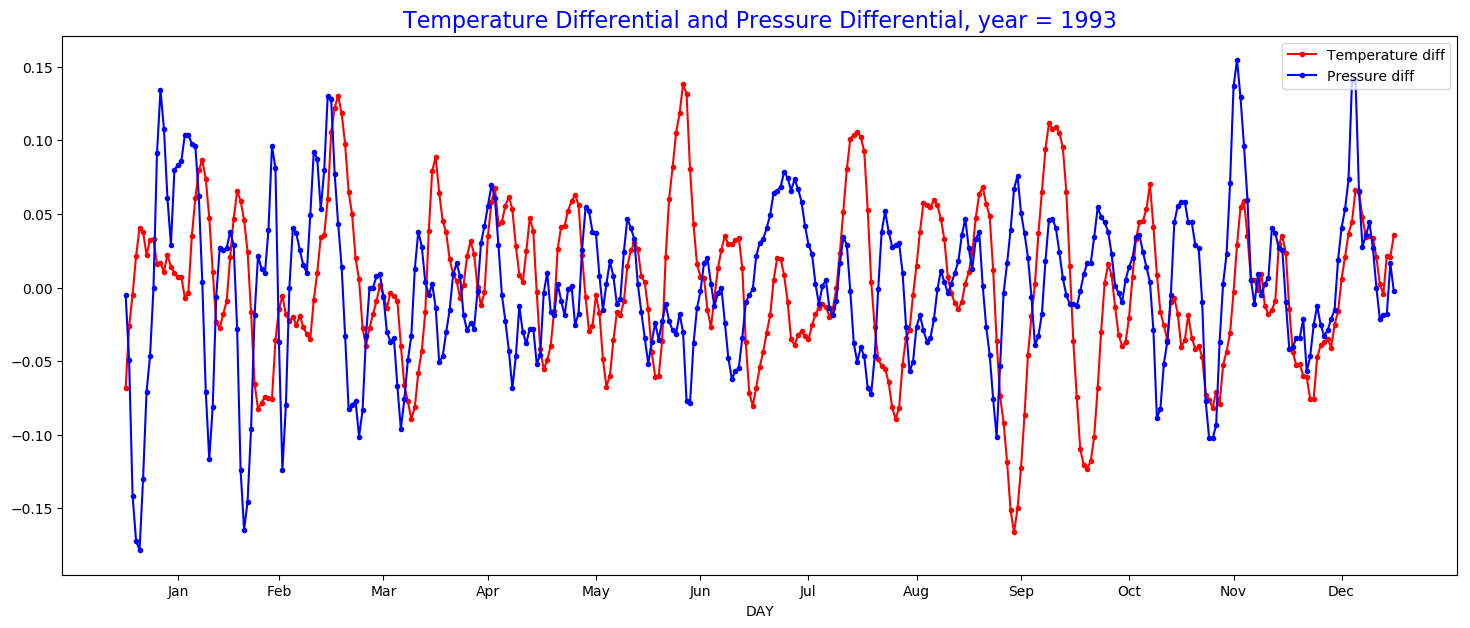 Temperature Differential and Pressure Differential, year = 1993
Temperature diff
Pressure diff
0.15
0.10
0.05
0.00
−0.05
−0.10
−0.15
Jan Feb Mar Apr May Jun Jul Aug Sep Oct Nov Dec
DAY